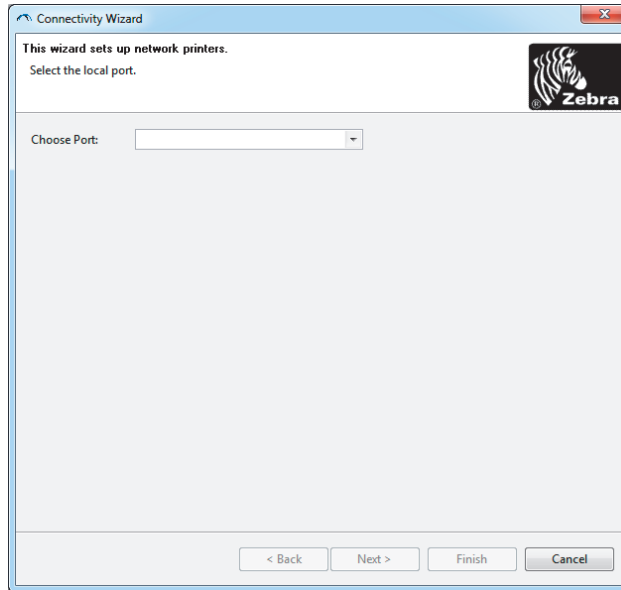 Connectivity Wizard
This wizard sets up network printers.
Select the local port.
® Zebra
Choose Port:
< Back Next > Finish Cancel